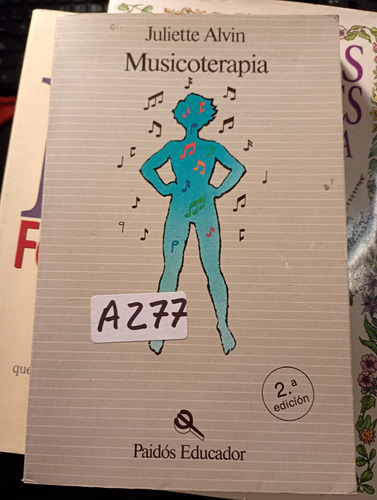 Juliette Alvin
Musicoterapia
A277
2.ª
edición
Paidós Educador